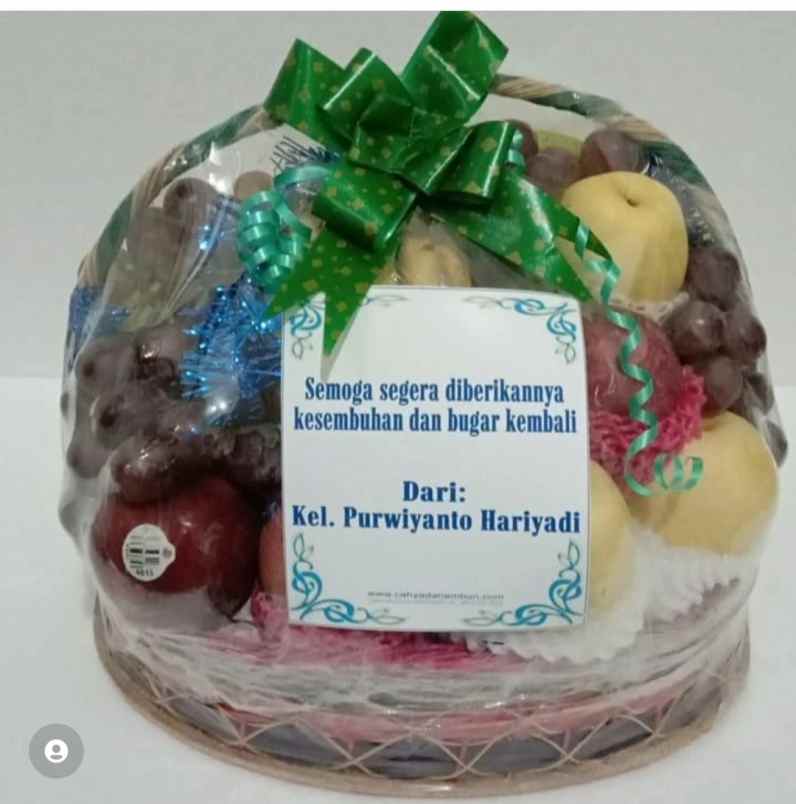 Semoga segera diberikannya
kesembuhan dan bugar kembali
Dari:
Kel. Purwiyanto Hariyadi